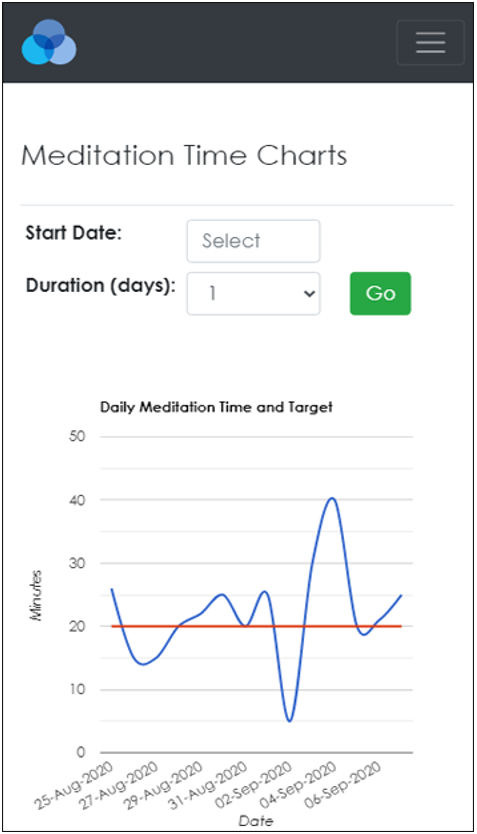 Meditation Time Charts
Start Date:
Select
Duration (days):
1
Go
Daily Meditation Time and Target
50
40
30
20
10
0
Minutes
25-Aug-2020
27-Aug-2020
29-Aug-2020
31-Aug-2020
02-Sep-2020
04-Sep-2020
06-Sep-2020
Date